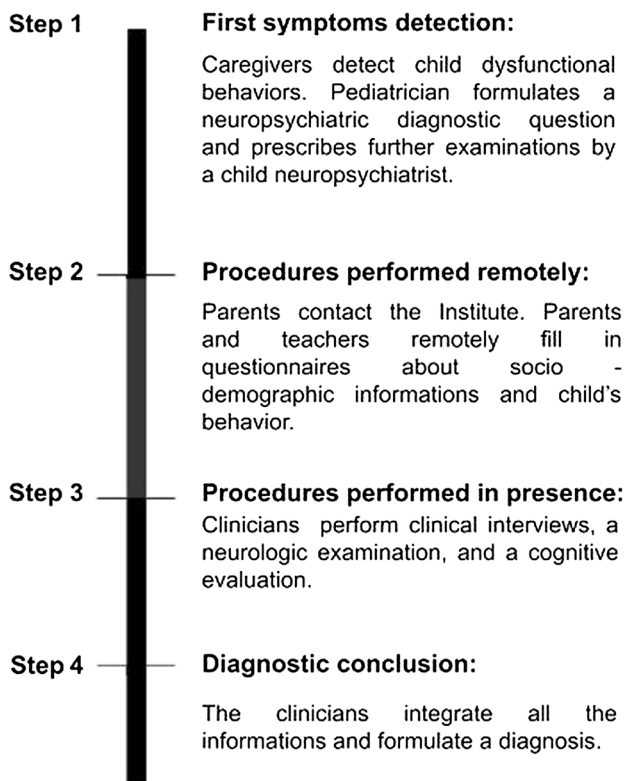 Step 1
First symptoms detection:
Caregivers detect child dysfunctional
behaviors. Pediatrician formulates a
neuropsychiatric diagnostic question
and prescribes further examinations by
a child neuropsychiatrist.
Step 2
Procedures performed remotely:
Parents contact the Institute. Parents
and teachers remotely fill in
questionnaires about socio -
demographic informations and child's
behavior.
Step 3
Procedures performed in presence:
Clinicians perform clinical interviews, a
neurologic examination, and a cognitive
evaluation.
Step 4
Diagnostic conclusion:
The clinicians integrate all the
informations and formulate a diagnosis.